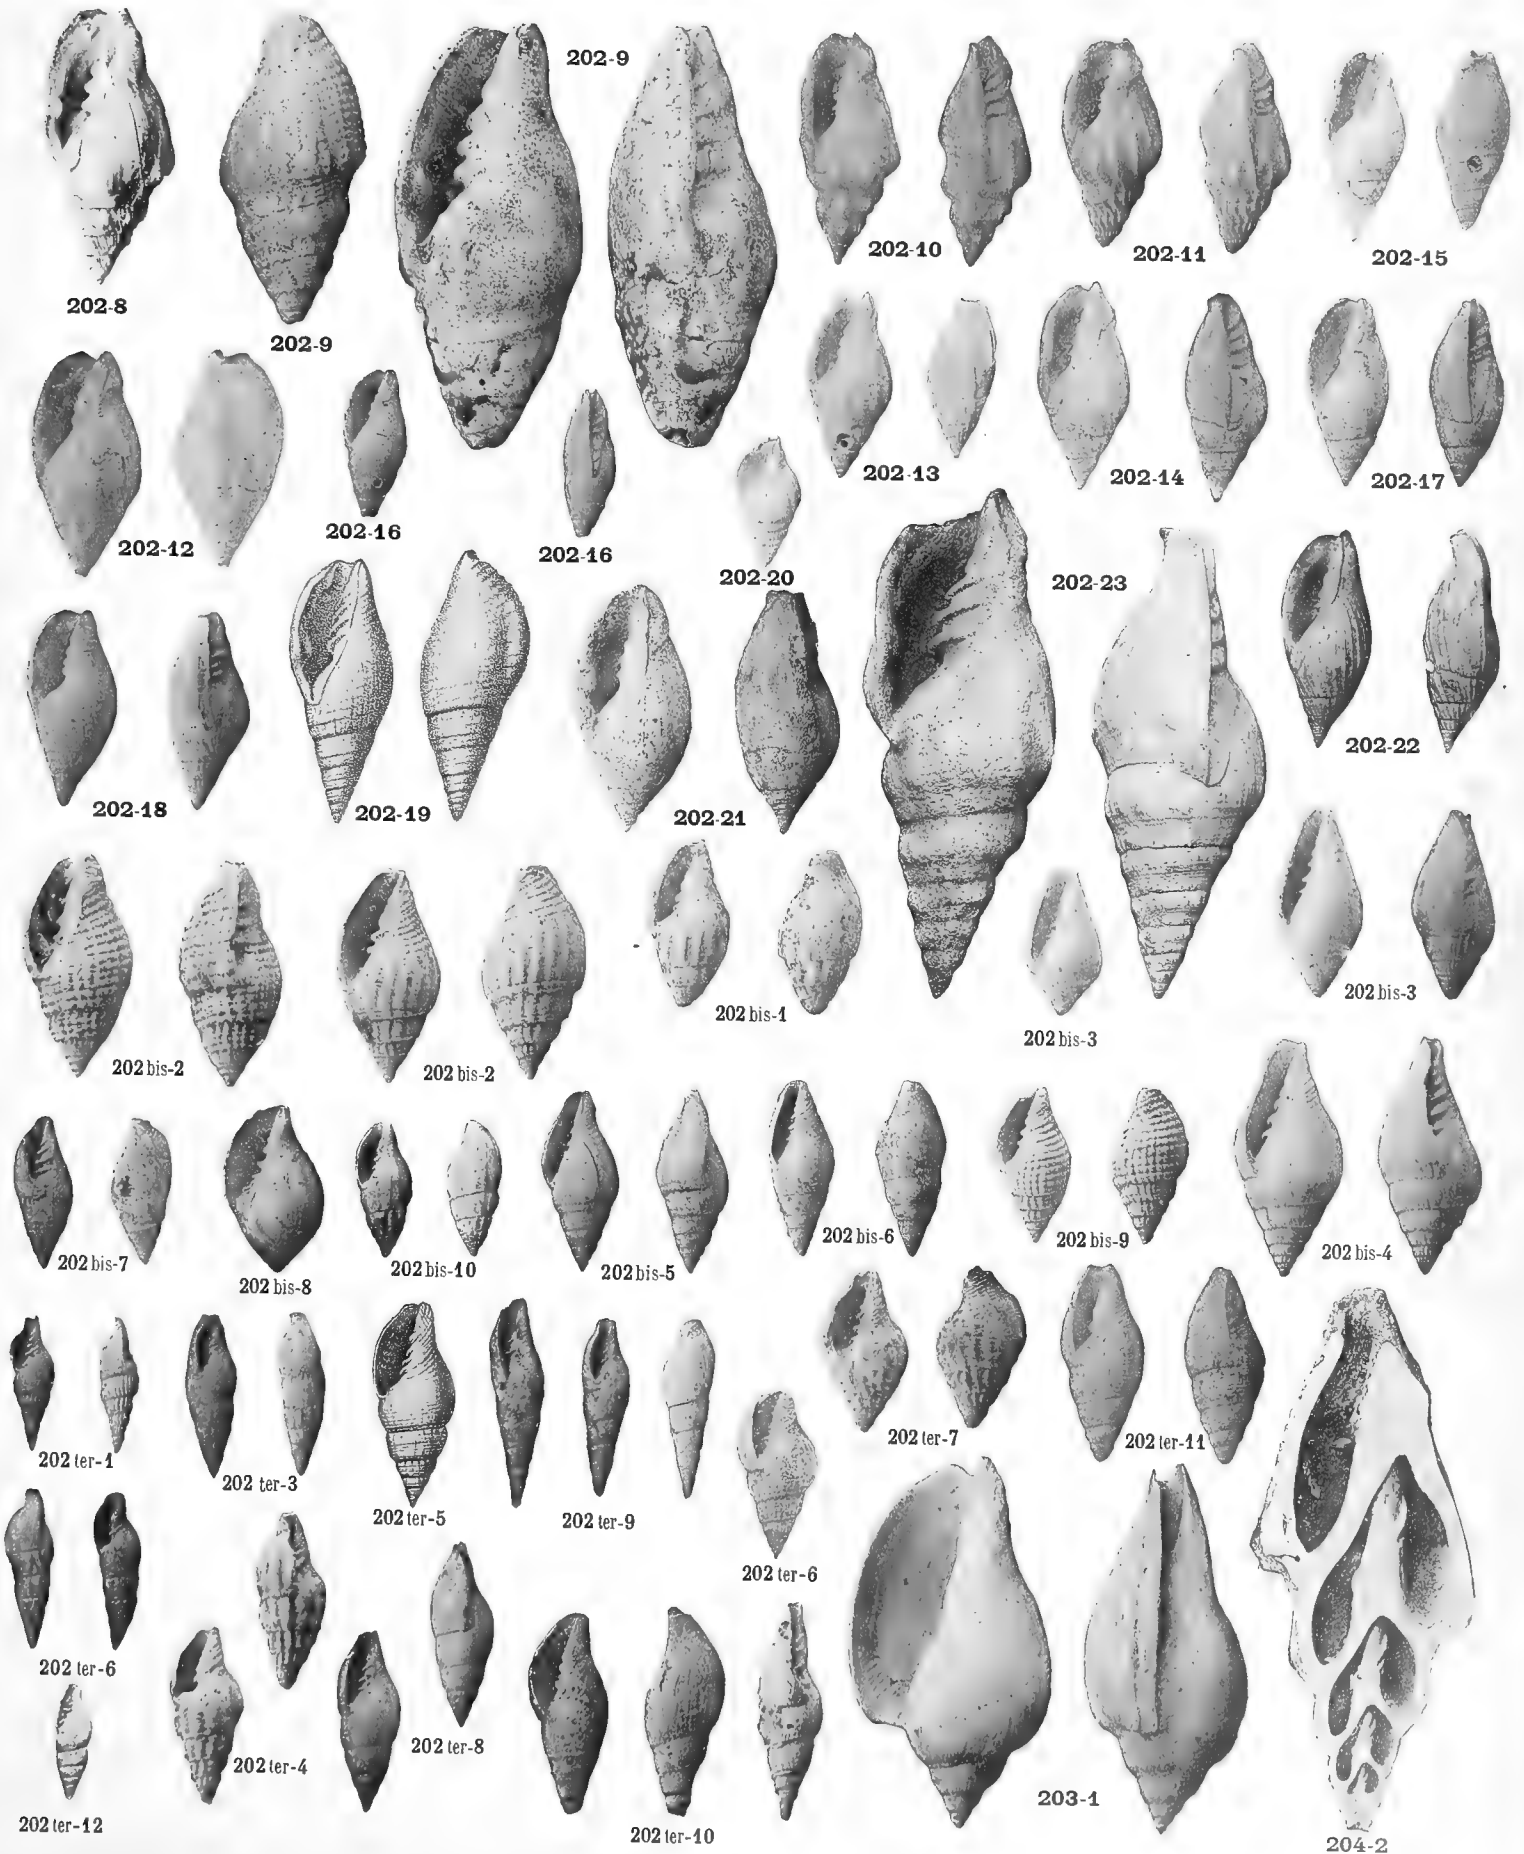 202-9
202-10
202-11
202-15
202-8
202-9
202-13
202-14
202-17
202-12
202-16
202-16
202-20
202-23
202-22
202-18
202-19
202-21
202 bis-3
202 bis-1
202 bis-3
202 bis-2
202 bis-2
202 bis-7
202 bis-8
202 bis-10
202 bis-5
202 bis-6
202 bis-9
202 bis-4
202 ter-1
202 ter-3
202 ter-5
202 ter-9
202 ter-7
202 ter-11
202 ter-6
202 ter-6
202 ter-12
202 ter-4
202 ter-8
202 ter-10
203-1
204-2